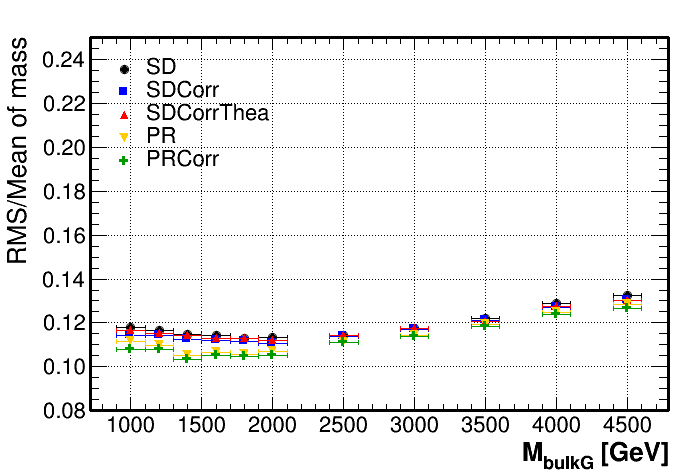 RMS/Mean of mass
0.24
0.22
0.20
0.18
0.16
0.14
0.12
0.10
0.08
SD
SDCorr
SDCorrThea
PR
PRCorr
1000 1500 2000 2500 3000 3500 4000 4500
M_bulkG [GeV]